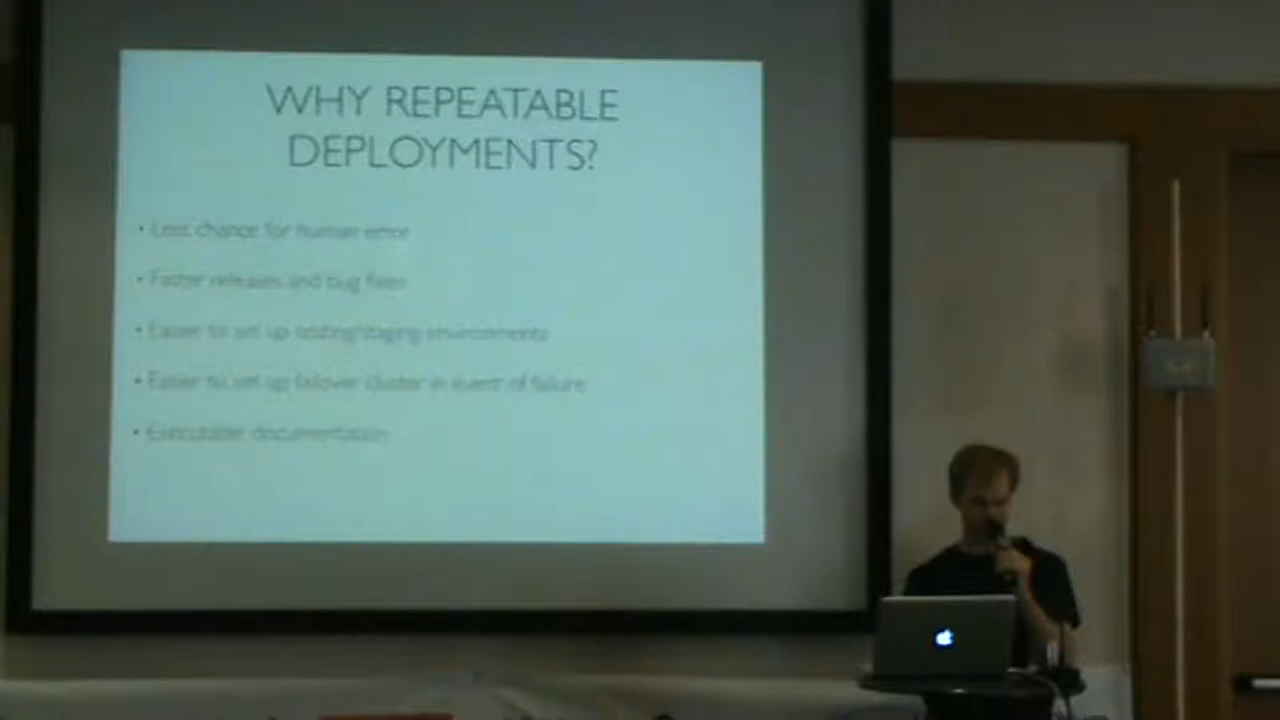 WHY REPEATABLE
DEPLOYMENTS?
• Less chance for human error
• Faster releases and bug fixes
• Easier to set up testing/staging environments
• Easier to set up failover cluster in event of failure
• Executable documentation